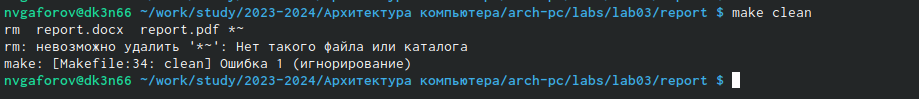 nvgaforov@dk3n66 ~/work/study/2023-2024/Архитектура компьютера/arch-pc/labs/lab03/report $ make clean
rm  report.docx  report.pdf *~
rm: невозможно удалить '*~': Нет такого файла или каталога
make: [Makefile:34: clean] Ошибка 1 (игнорирование)
nvgaforov@dk3n66 ~/work/study/2023-2024/Архитектура компьютера/arch-pc/labs/lab03/report $